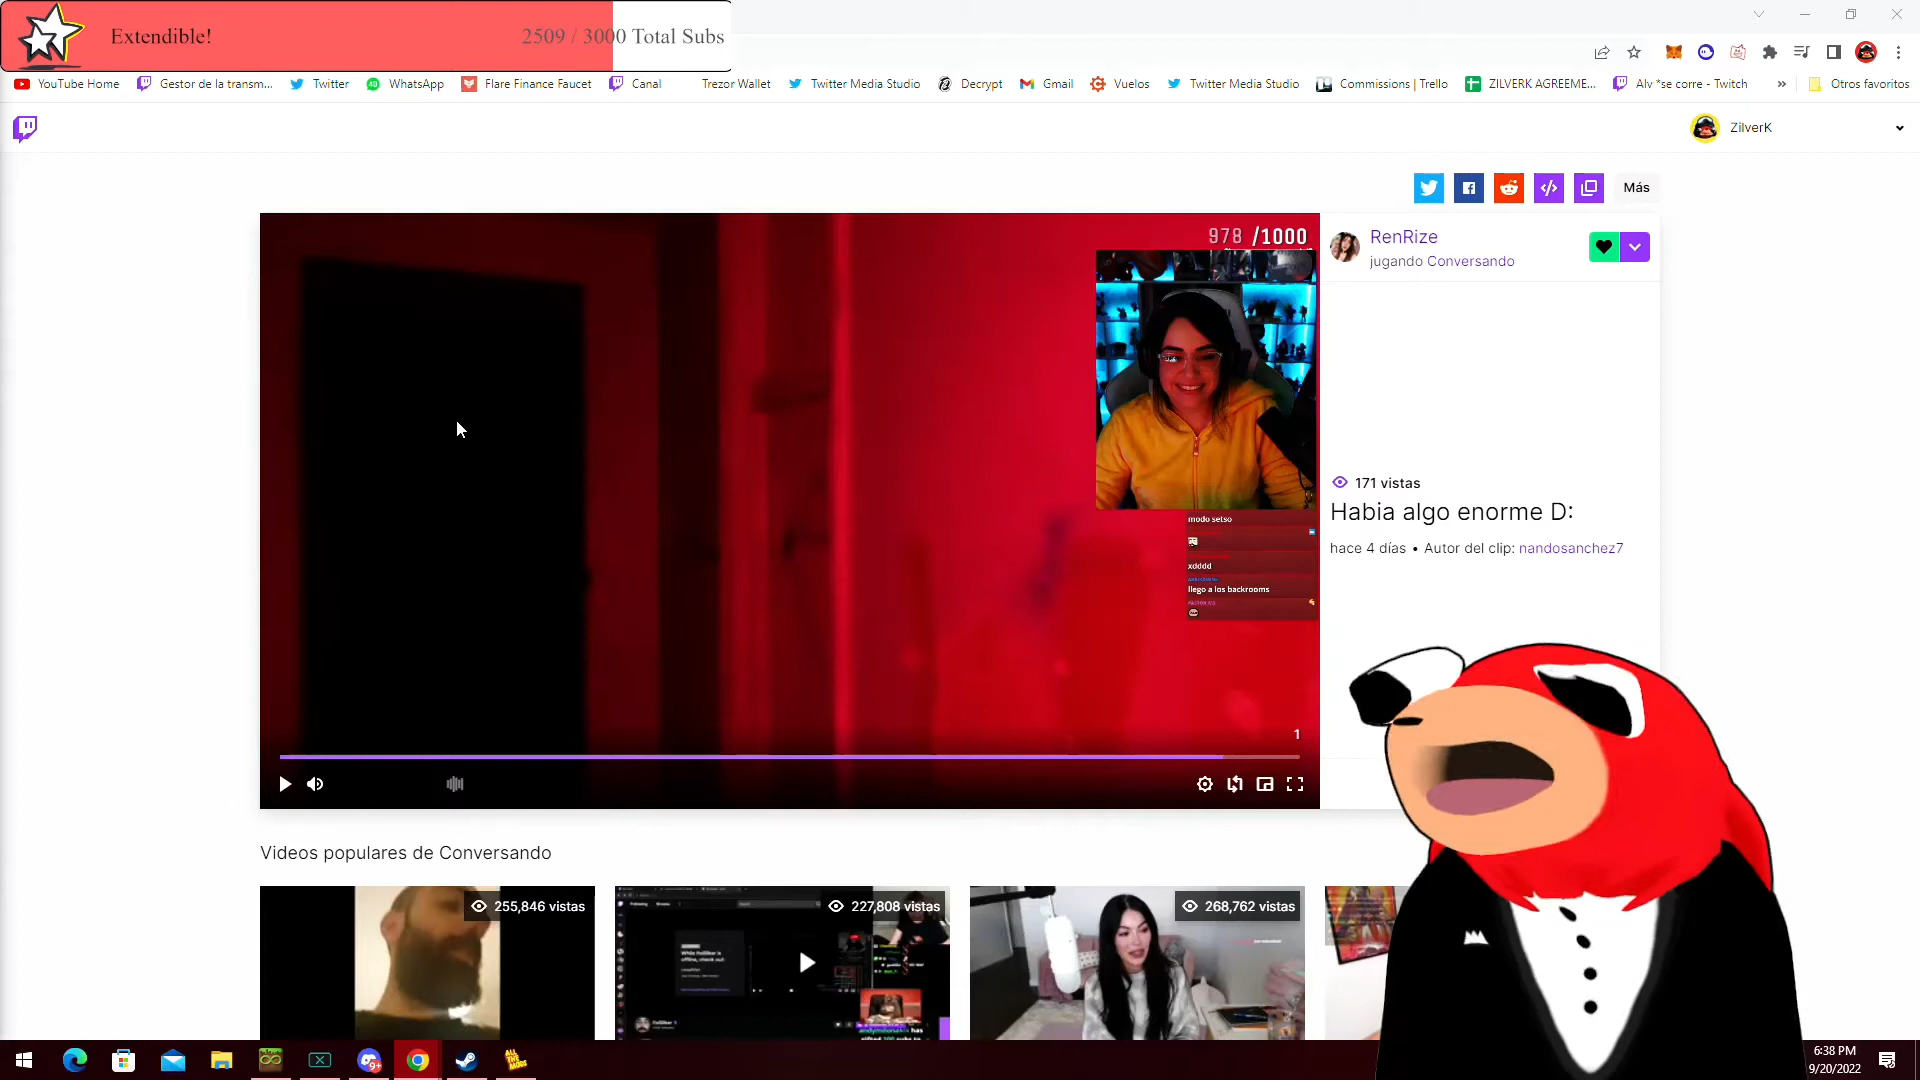 Extendible!
2509 / 3000 Total Subs
YouTube Home
Gestor de la transm...
Twitter
WhatsApp
Flare Finance Faucet
Canal
Trezor Wallet
Twitter Media Studio
Decrypt
Gmail
Vuelos
Twitter Media Studio
Commissions | Trello
ZILVERK AGREEME...
Alv *se corre - Twitch
»
Otros favoritos
ZilverK
Más
978 /1000
RenRize
jugando Conversando
modo setso
xdddd
llego a los backrooms
171 vistas
Habia algo enorme D:
hace 4 días • Autor del clip: nandosanchez7
1
Videos populares de Conversando
255,846 vistas
227,808 vistas
268,762 vistas
9+
ALL THE MODS
6:38 PM
9/20/2022